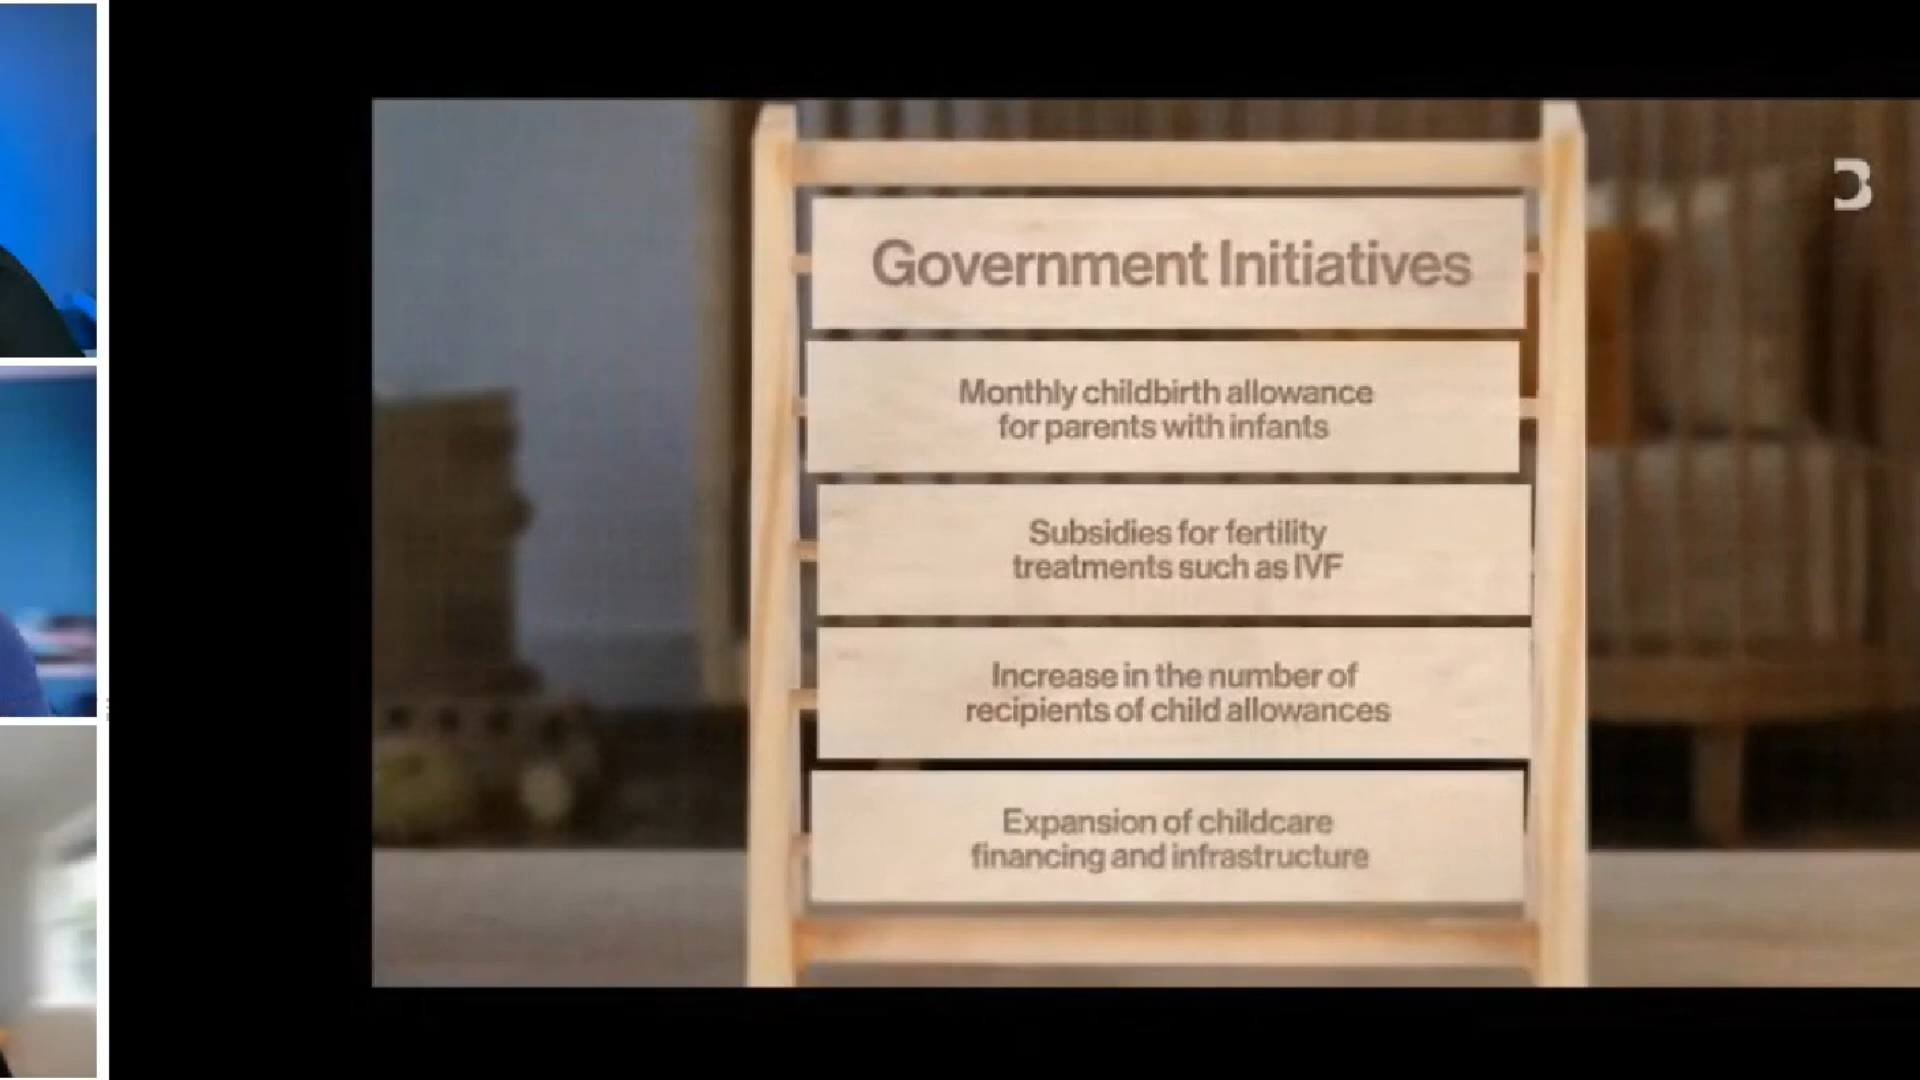 Government Initiatives
Monthly childbirth allowance
for parents with infants
Subsidies for fertility
treatments such as IVF
Increase in the number of
recipients of child allowances
Expansion of childcare
financing and infrastructure